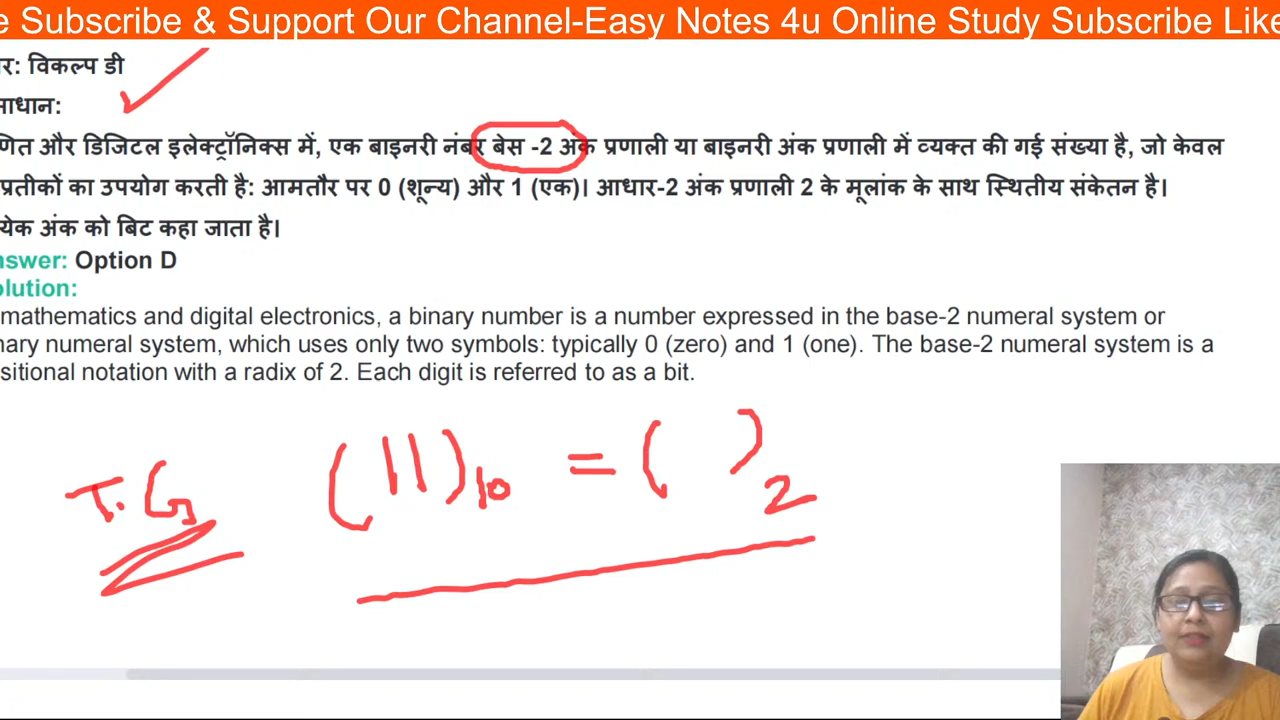 e Subscribe & Support Our Channel-Easy Notes 4u Online Study Subscribe Like
र: विकल्प डी
साधान:
णित और डिजिटल इलेक्ट्रॉनिक्स में, एक बाइनरी नंबर बेस -2 अंक प्रणाली या बाइनरी अंक प्रणाली में व्यक्त की गई संख्या है, जो केवल
प्रतीकों का उपयोग करती है: आमतौर पर 0 (शून्य) और 1 (एक)। आधार-2 अंक प्रणाली 2 के मूलांक के साथ स्थितीय संकेतन है।
येक अंक को बिट कहा जाता है।
nswer: Option D
olution:
mathematics and digital electronics, a binary number is a number expressed in the base-2 numeral system or
nary numeral system, which uses only two symbols: typically 0 (zero) and 1 (one). The base-2 numeral system is a
sitional notation with a radix of 2. Each digit is referred to as a bit.
T.G (11)10 = ( )2